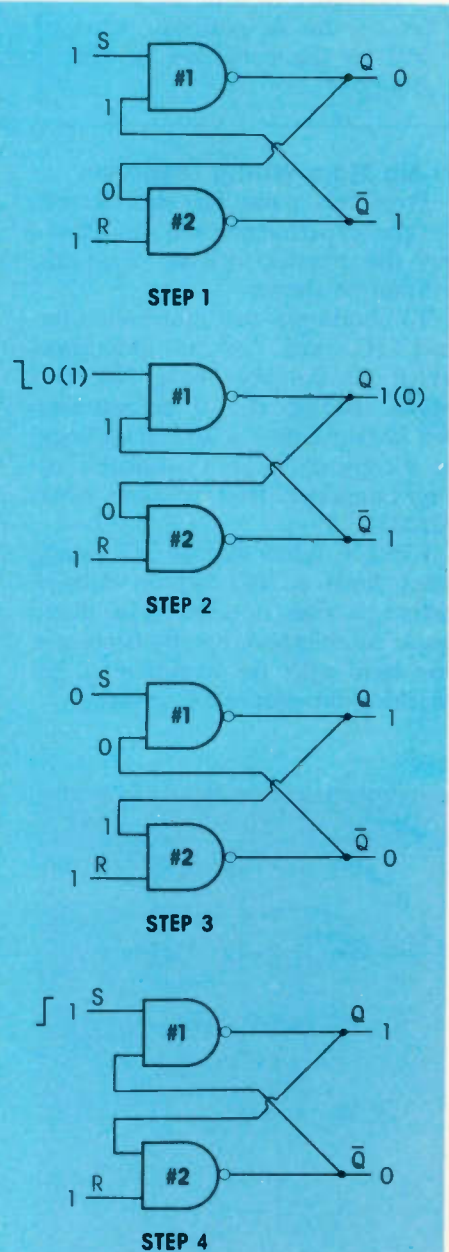 S Q
1 #1 0
1
0
#2 Q̄
1 R 1
STEP 1
0(1) Q
#1 1(0)
1
0
#2 Q̄
1 R 1
STEP 2
S Q
0 #1 1
0
1
#2 Q̄
1 R 0
STEP 3
1 S Q
#1 1
#2 Q̄
1 R 0
STEP 4